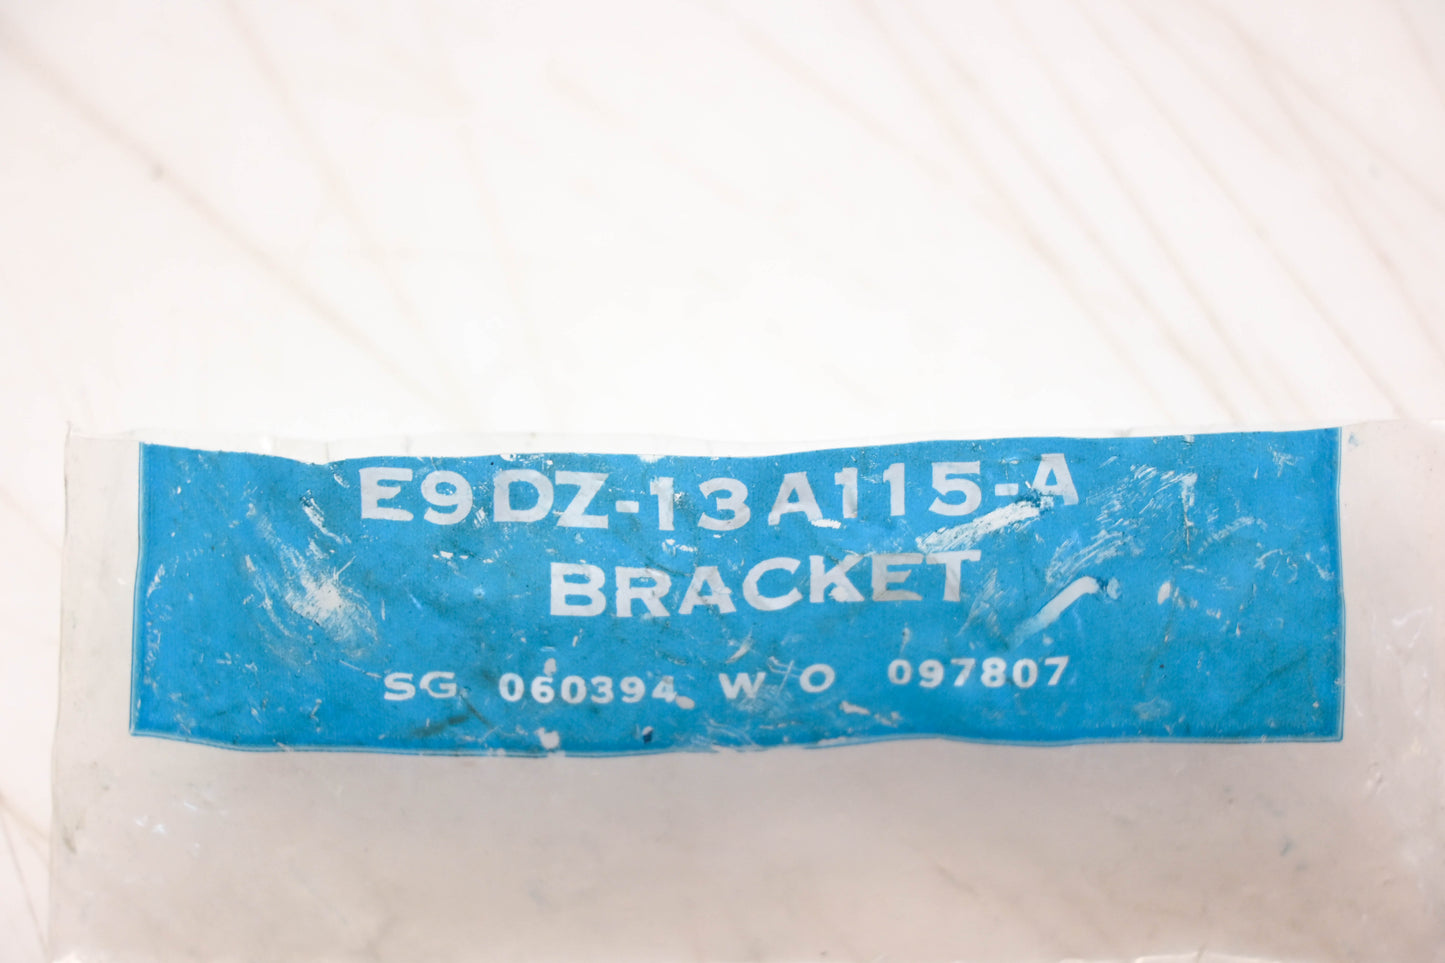 E9DZ-13A115-A
BRACKET
SG 060394 W O 097807